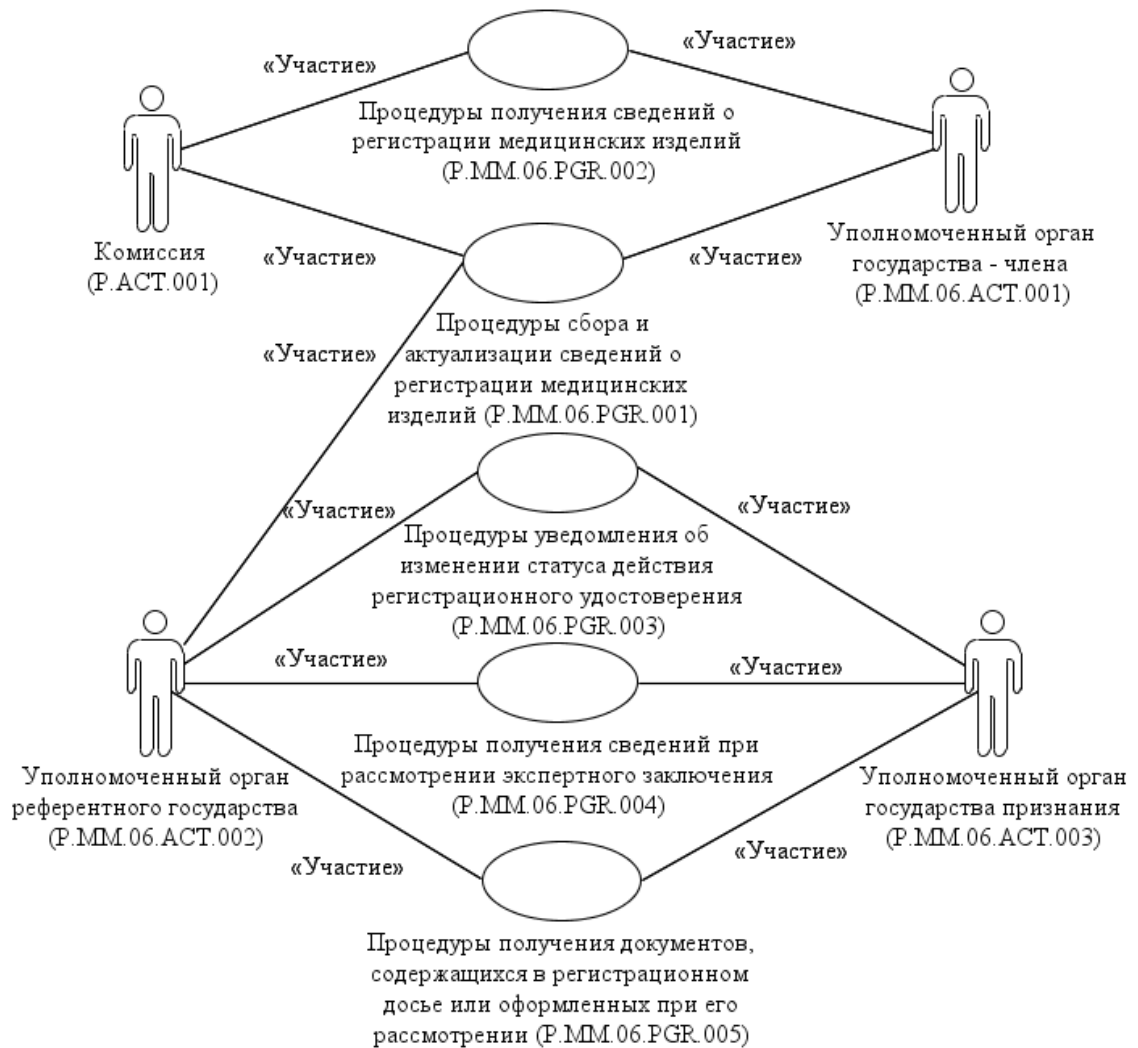 «Участие»
«Участие»
Процедуры получения сведений о
регистрации медицинских изделий
(P.MM.06.PGR.002)
Комиссия
(P.ACT.001)
«Участие»
«Участие»
Уполномоченный орган
государства - члена
(P.MM.06.ACT.001)
Процедуры сбора и
актуализации сведений о
регистрации медицинских
изделий (P.MM.06.PGR.001)
«Участие»
«Участие»
«Участие»
Процедуры уведомления об
изменении статуса действия
регистрационного удостоверения
(P.MM.06.PGR.003)
«Участие»
«Участие»
Процедуры получения сведений при
рассмотрении экспертного заключения
(P.MM.06.PGR.004)
Уполномоченный орган
референтного государства
(P.MM.06.ACT.002)
Уполномоченный орган
государства признания
(P.MM.06.ACT.003)
«Участие»
«Участие»
Процедуры получения документов,
содержащихся в регистрационном
досье или оформленных при его
рассмотрении (P.MM.06.PGR.005)